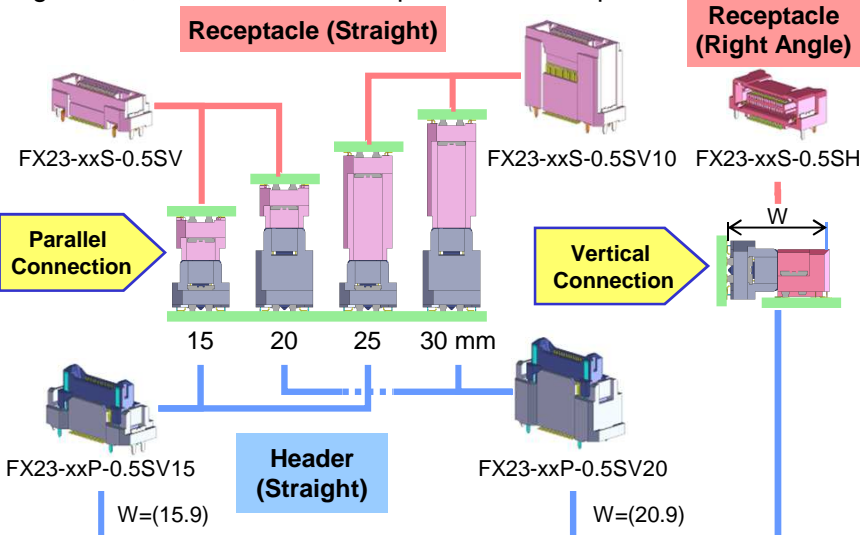 Receptacle (Straight)
Receptacle
(Right Angle)
FX23-xxS-0.5SV
FX23-xxS-0.5SV10
FX23-xxS-0.5SH
Parallel
Connection
Vertical
Connection
W
15
20
25
30 mm
FX23-xxP-0.5SV15
Header
(Straight)
FX23-xxP-0.5SV20
W=(15.9)
W=(20.9)